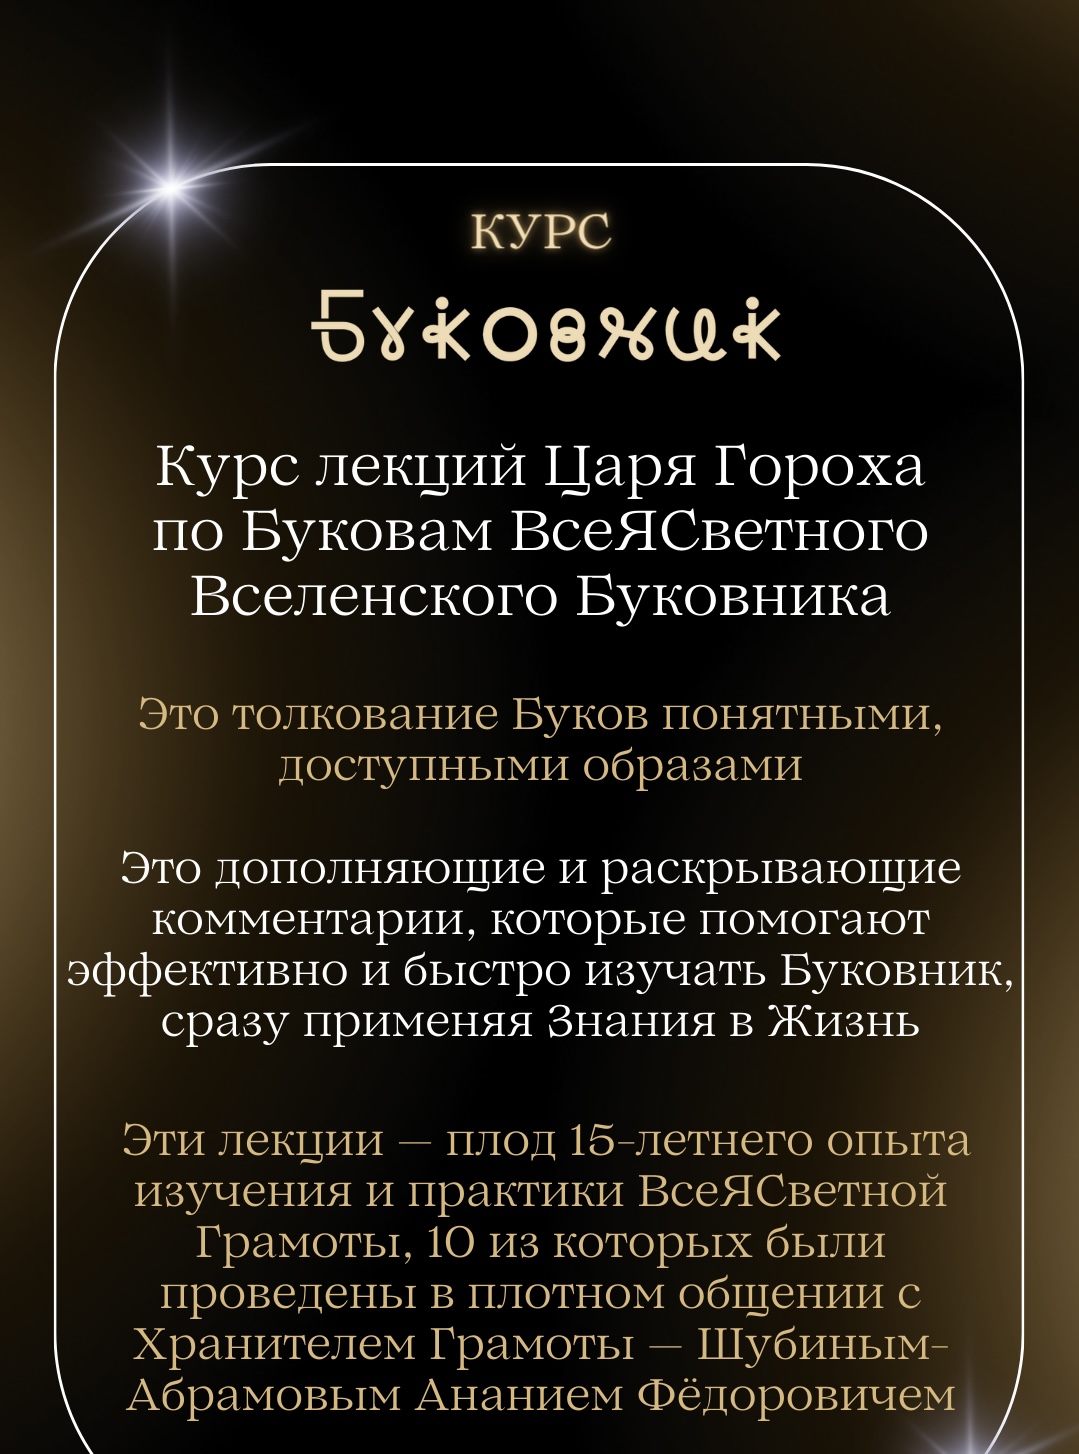 КУРС
Буковник
Курс лекций Царя Гороха
по Буковам ВсеЯСветного
Вселенского Буковника
Это толкование Буков понятными,
доступными образами
Это дополняющие и раскрывающие
комментарии, которые помогают
эффективно и быстро изучать Буковник,
сразу применяя Знания в Жизнь
Эти лекции — плод 15-летнего опыта
изучения и практики ВсеЯСветной
Грамоты, 10 из которых были
проведены в плотном общении с
Хранителем Грамоты — Шубиным-
Абрамовым Ананием Фёдоровичем